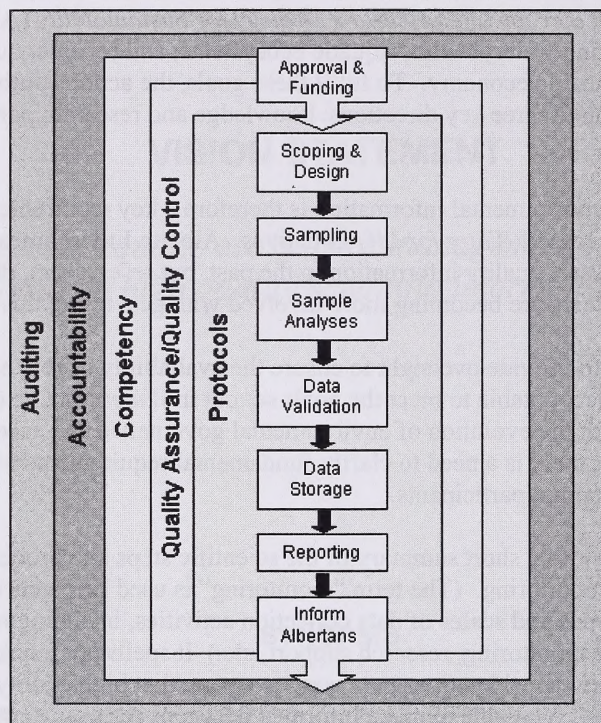 Approval &
Funding
Scoping &
Design
Sampling
Sample
Analyses
Data
Validation
Data
Storage
Reporting
Inform
Albertans
Auditing
Accountability
Competency
Quality Assurance/Quality Control
Protocols